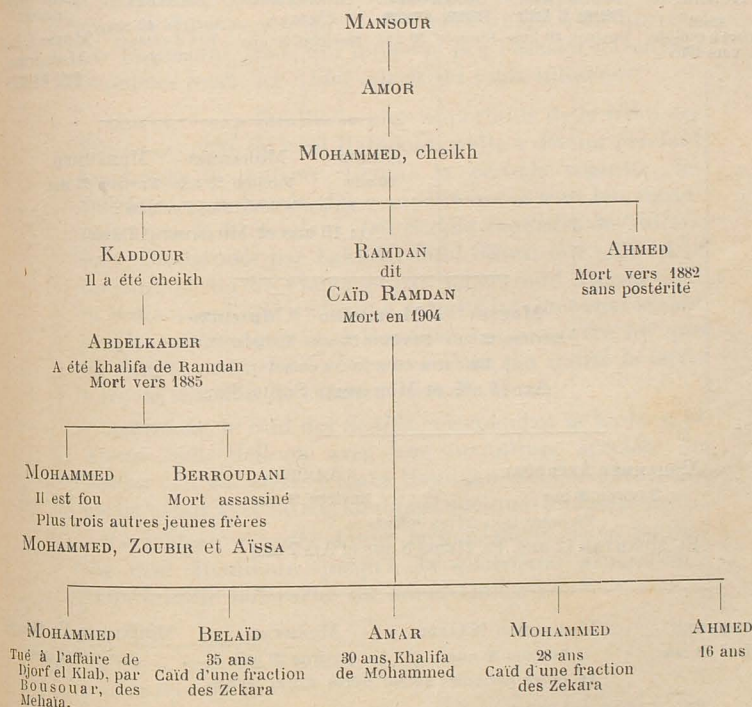 MANSOUR
AMOR
MOHAMMED, cheikh
KADDOUR
Il a été cheikh
RAMDAN
dit
CAÏD RAMDAN
Mort en 1904
AHMED
Mort vers 1882
sans postérité
ABDELKADER
A été khalifa de Ramdan
Mort vers 1885
MOHAMMED
Il est fou
BERROUDANI
Mort assassiné
Plus trois autres jeunes frères
MOHAMMED, ZOUBIR et AÏSSA
MOHAMMED
Tué à l'affaire de
Djorf el Klab, par
Bousouar, des
Mehaïa.
BELAÏD
35 ans
Caïd d'une fraction
des Zekara
AMAR
30 ans, Khalifa
de Mohammed
MOHAMMED
28 ans
Caïd d'une fraction
des Zekara
AHMED
16 ans